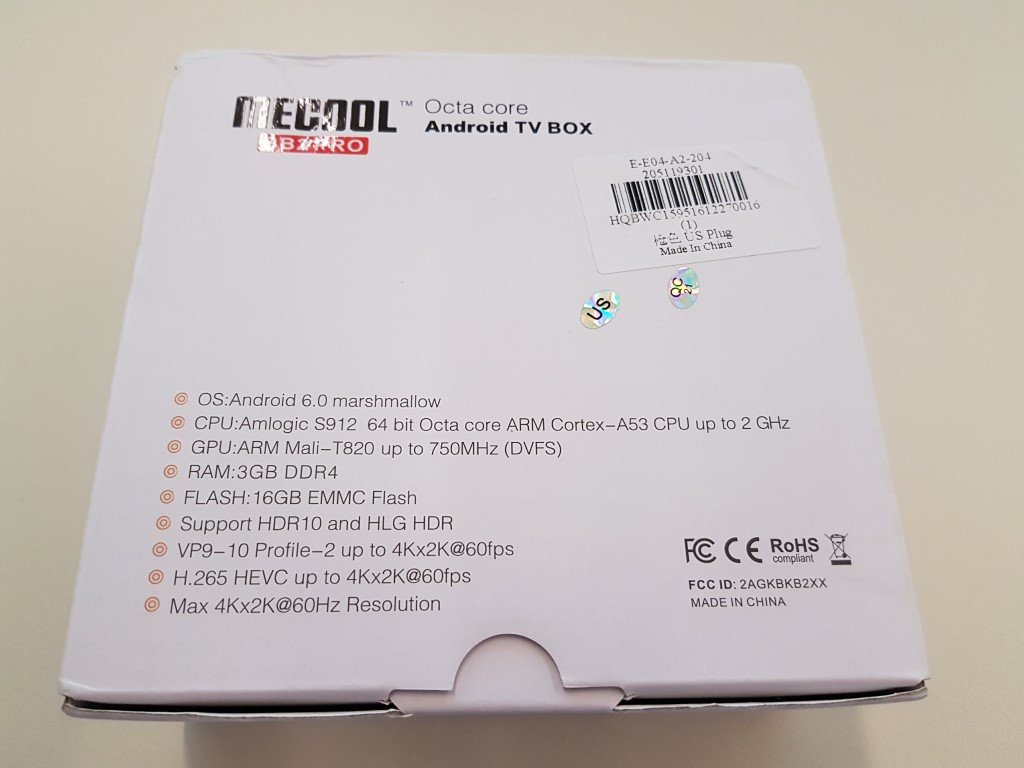 MECOOL™ Octa core
Android TV BOX
PRO
E-E04-A2-204
205119301
HQBWC15951612270016
(1)
US Plug
Made In China
US
QC
21
OS:Android 6.0 marshmallow
CPU:Amlogic S912 64 bit Octa core ARM Cortex-A53 CPU up to 2 GHz
GPU:ARM Mali-T820 up to 750MHz (DVFS)
RAM:3GB DDR4
FLASH:16GB EMMC Flash
Support HDR10 and HLG HDR
VP9-10 Profile-2 up to 4Kx2K@60fps
H.265 HEVC up to 4Kx2K@60fps
Max 4Kx2K@60Hz Resolution
FC CE RoHS
compliant
FCC ID: 2AGKBKB2XX
MADE IN CHINA